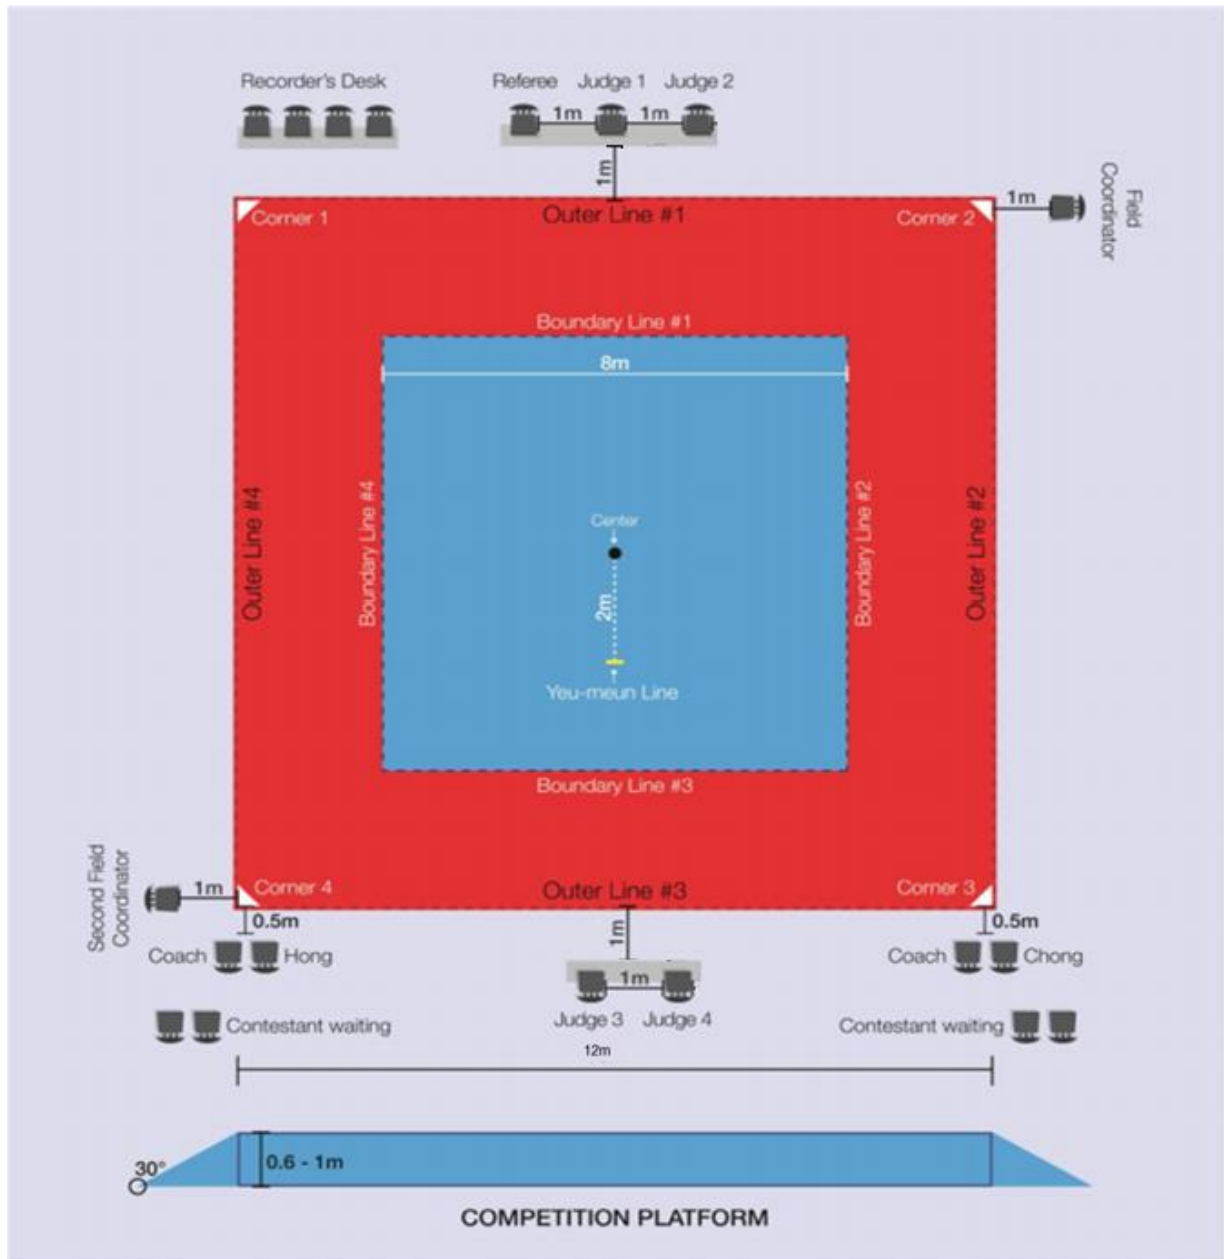 Recorder's Desk
Referee Judge 1 Judge 2
1m 1m
1m
Corner 1 Outer Line #1 Corner 2
1m
Field
Coordinator
Boundary Line #1
8m
Outer Line #4
Boundary Line #4
Boundary Line #2
Outer Line #2
Center
2m
Yeu-meun Line
Boundary Line #3
Second Field
Coordinator
1m
Corner 4 Outer Line #3 Corner 3
0.5m
1m
0.5m
Coach Hong
Coach Chong
1m
Judge 3 Judge 4
Contestant waiting
Contestant waiting
12m
30°
0.6 - 1m
COMPETITION PLATFORM